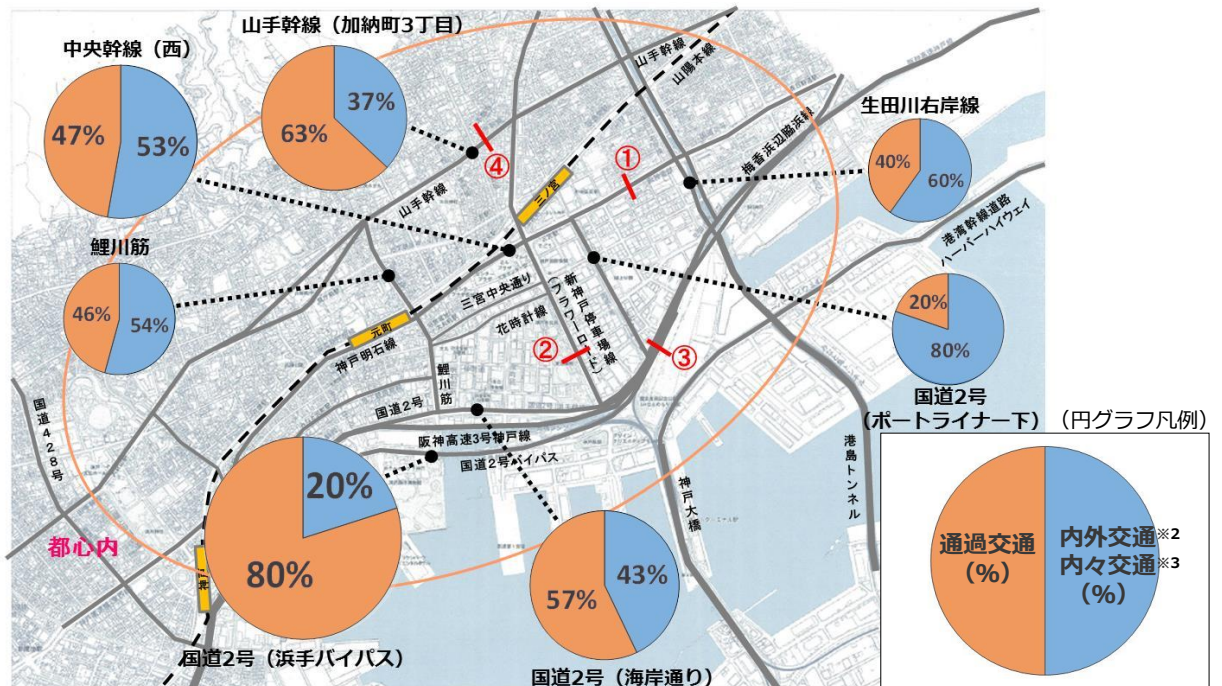 山手幹線（加納町3丁目）
37%
63%
中央幹線（西）
47%
53%
山手幹線
山陽本線
④
①
梅香浜辺脇浜線
生田川右岸線
40%
60%
山手幹線
三ノ宮
港湾幹線道路
ハーバーハイウェイ
鯉川筋
46%
54%
三宮中央通り
花時計線
新神戸停車場線
（フラワーロード）
元町
神戸明石線
②
③
20%
80%
国道2号
（ポートライナー下）
鯉川筋
国道2号
阪神高速3号神戸線
国道2号バイパス
国道428号
神戸大橋
港島トンネル
都心内
20%
80%
国道2号（浜手バイパス）
43%
57%
国道2号（海岸通り）
（円グラフ凡例）
通過交通
（%）
内外交通※2
内々交通※3
（%）